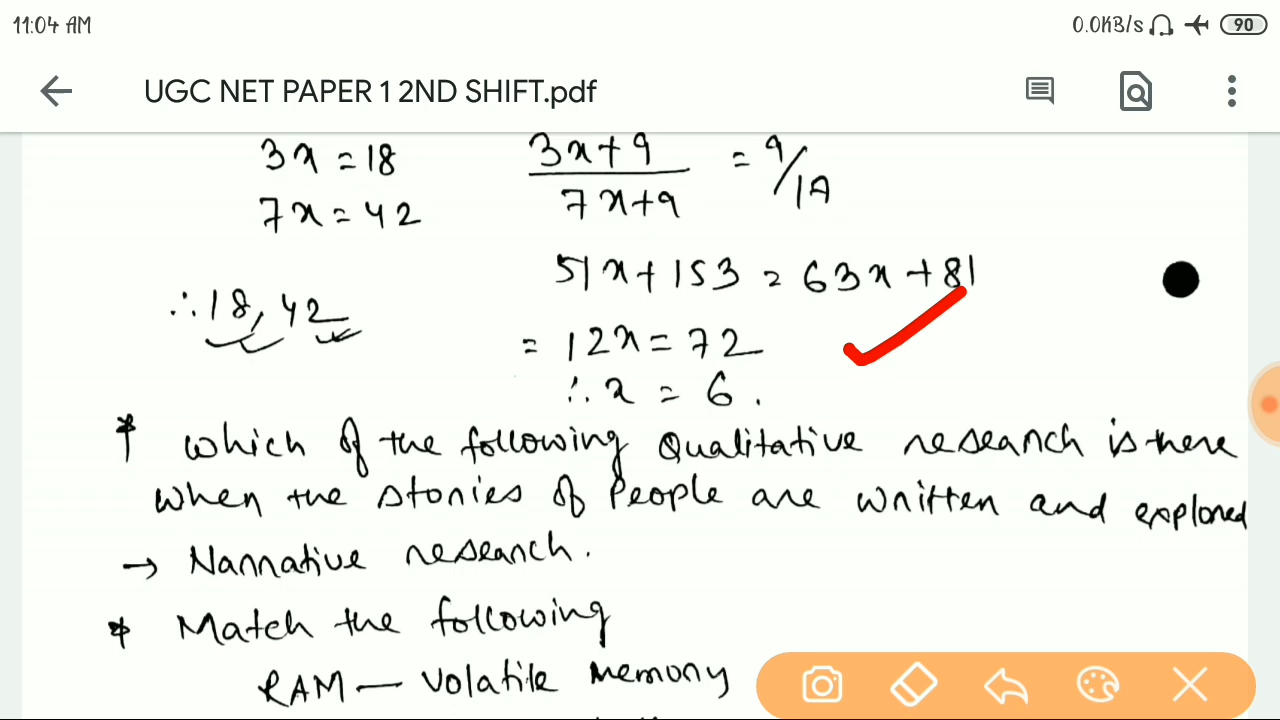 11:04 AM 0.0KB/s 90
UGC NET PAPER 1 2ND SHIFT.pdf
3x = 18
3x+9 / 7x+9 = 9/17
7x = 42
51x + 153 = 63x + 81
∴ 18, 42
= 12x = 72
∴ x = 6.
* Which of the following Qualitative research is there
when the stories of People are written and explored
→ Narrative research.
* Match the following
RAM — Volatile memory